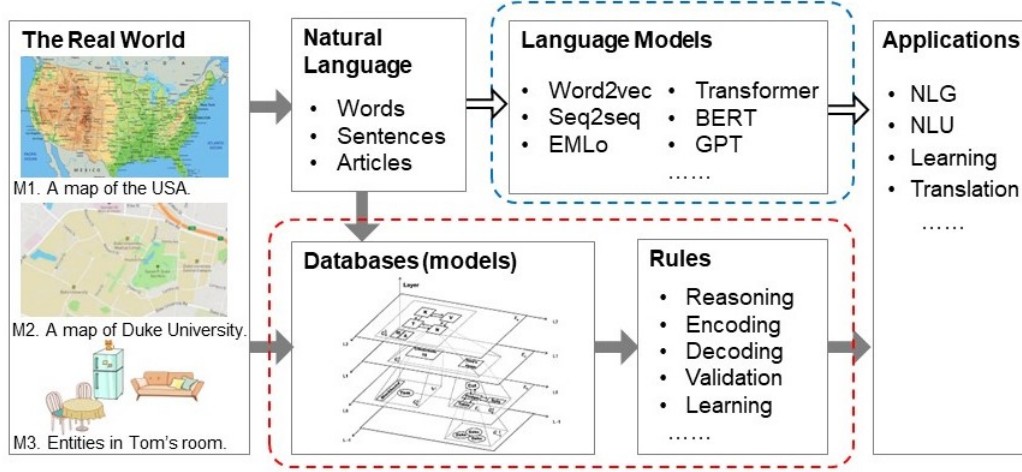 The Real World
M1. A map of the USA.
M2. A map of Duke University.
M3. Entities in Tom's room.
Natural
Language
• Words
• Sentences
• Articles
Language Models
• Word2vec
• Seq2seq
• EMLo
• Transformer
• BERT
• GPT
……
Databases (models)
Layer
Rules
• Reasoning
• Encoding
• Decoding
• Validation
• Learning
……
Applications
• NLG
• NLU
• Learning
• Translation
……